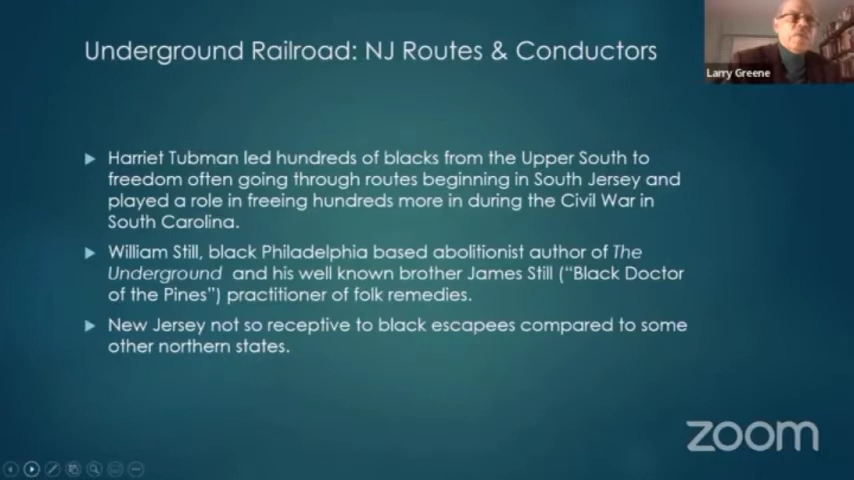 Underground Railroad: NJ Routes & Conductors
Larry Greene
Harriet Tubman led hundreds of blacks from the Upper South to
freedom often going through routes beginning in South Jersey and
played a role in freeing hundreds more in during the Civil War in
South Carolina.
William Still, black Philadelphia based abolitionist author of The
Underground and his well known brother James Still (“Black Doctor
of the Pines”) practitioner of folk remedies.
New Jersey not so receptive to black escapees compared to some
other northern states.
zoom